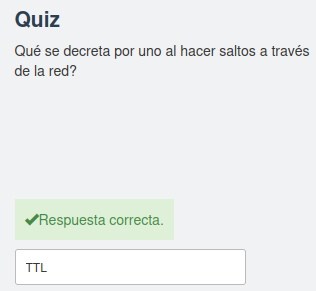 Quiz
Qué se decreta por uno al hacer saltos a través
de la red?
✔Respuesta correcta.
TTL